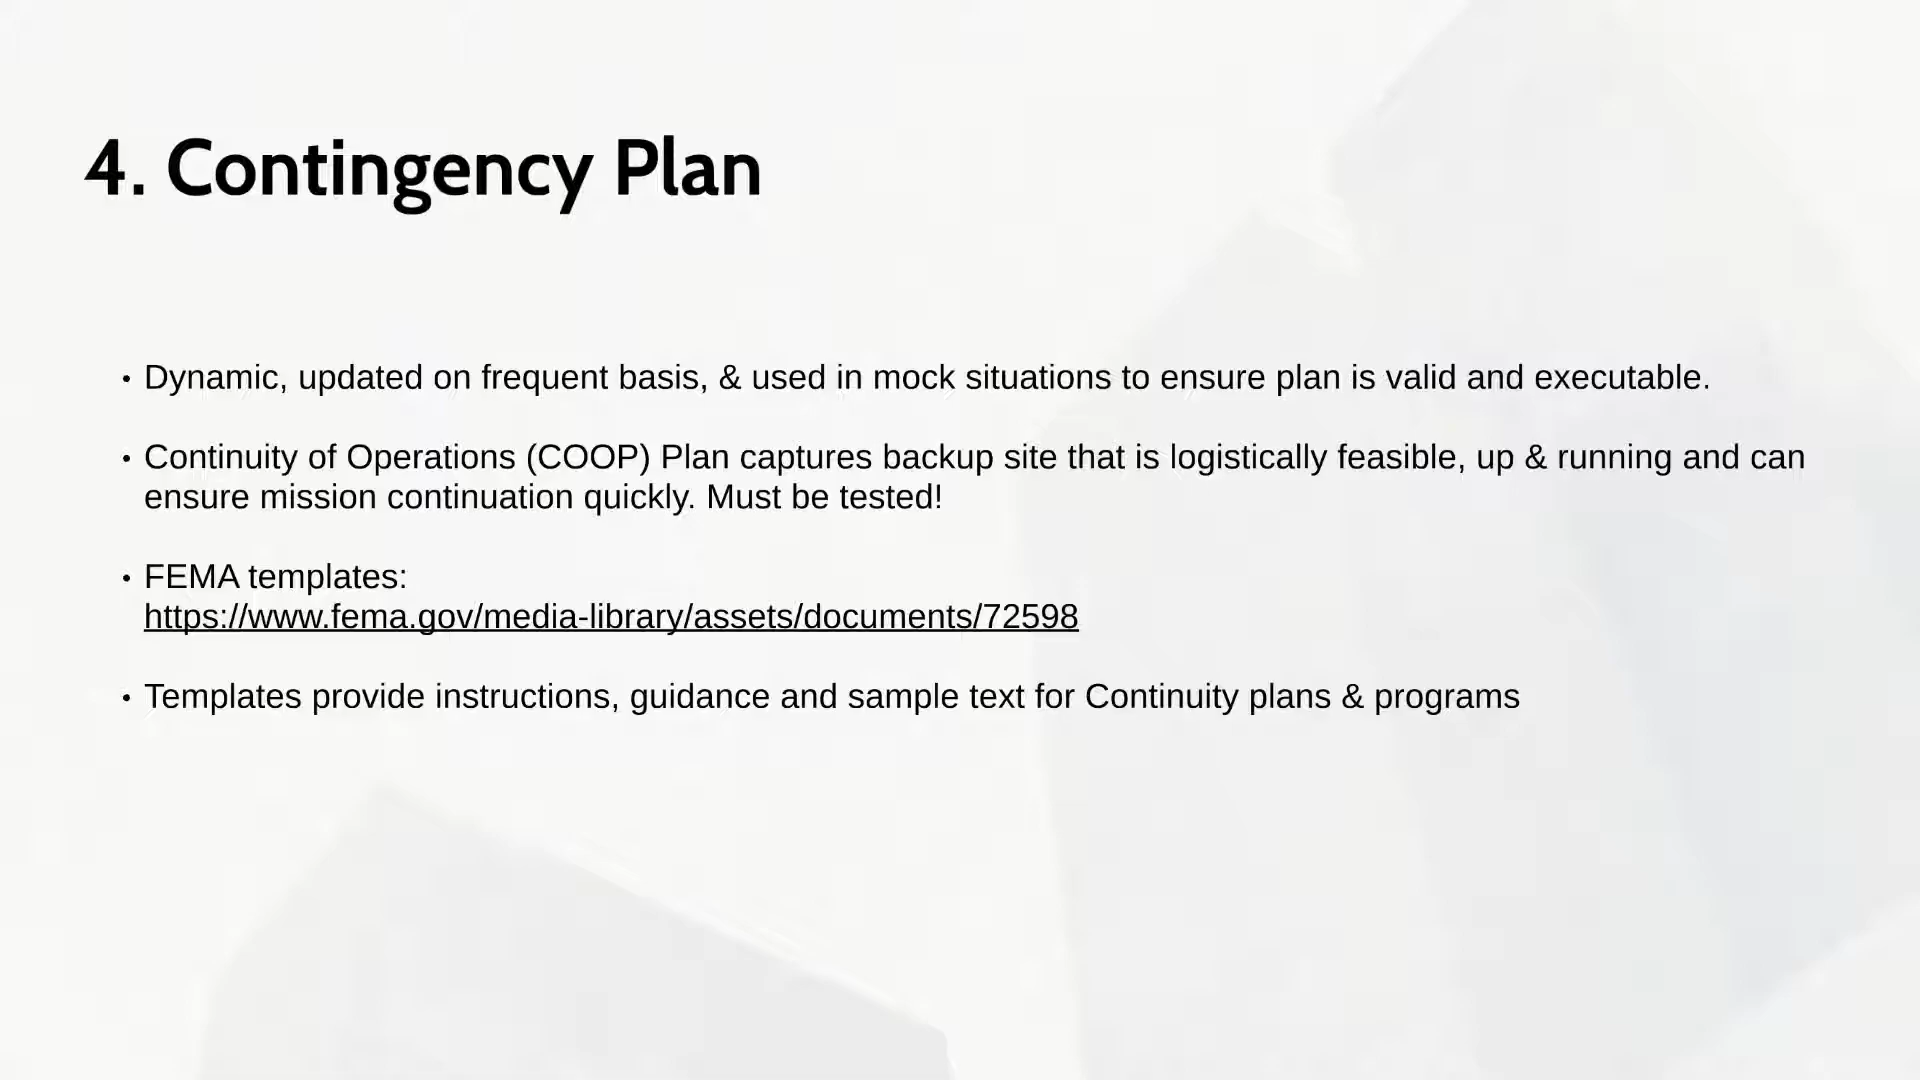 4. Contingency Plan
• Dynamic, updated on frequent basis, & used in mock situations to ensure plan is valid and executable.
• Continuity of Operations (COOP) Plan captures backup site that is logistically feasible, up & running and can
ensure mission continuation quickly. Must be tested!
• FEMA templates:
https://www.fema.gov/media-library/assets/documents/72598
• Templates provide instructions, guidance and sample text for Continuity plans & programs